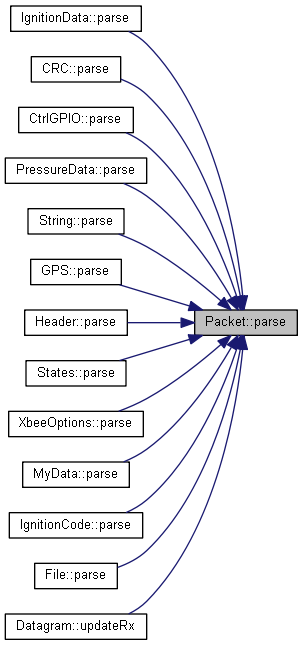 IgnitionData::parse
CRC::parse
CtrlGPIO::parse
PressureData::parse
String::parse
GPS::parse
Header::parse
Packet::parse
States::parse
XbeeOptions::parse
MyData::parse
IgnitionCode::parse
File::parse
Datagram::updateRx